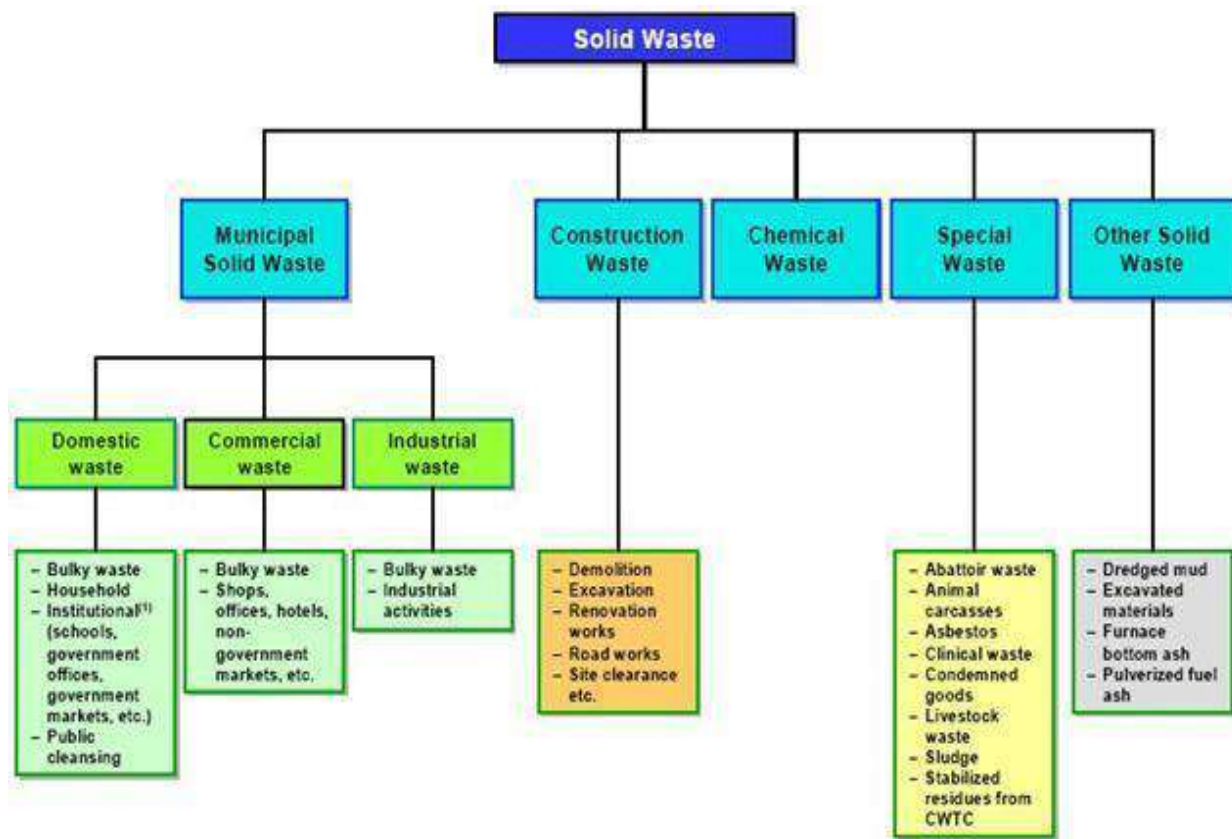 Solid Waste
Municipal
Solid Waste
Construction
Waste
Chemical
Waste
Special
Waste
Other Solid
Waste
Domestic
waste
Commercial
waste
Industrial
waste
– Bulky waste
– Household
– Institutional⁽¹⁾
(schools,
government
offices,
government
markets, etc.)
– Public
cleansing
– Bulky waste
– Shops,
offices, hotels,
non-
government
markets, etc.
– Bulky waste
– Industrial
activities
– Demolition
– Excavation
– Renovation
works
– Road works
– Site clearance
etc.
– Abattoir waste
– Animal
carcasses
– Asbestos
– Clinical waste
– Condemned
goods
– Livestock
waste
– Sludge
– Stabilized
residues from
CWTC
– Dredged mud
– Excavated
materials
– Furnace
bottom ash
– Pulverized fuel
ash